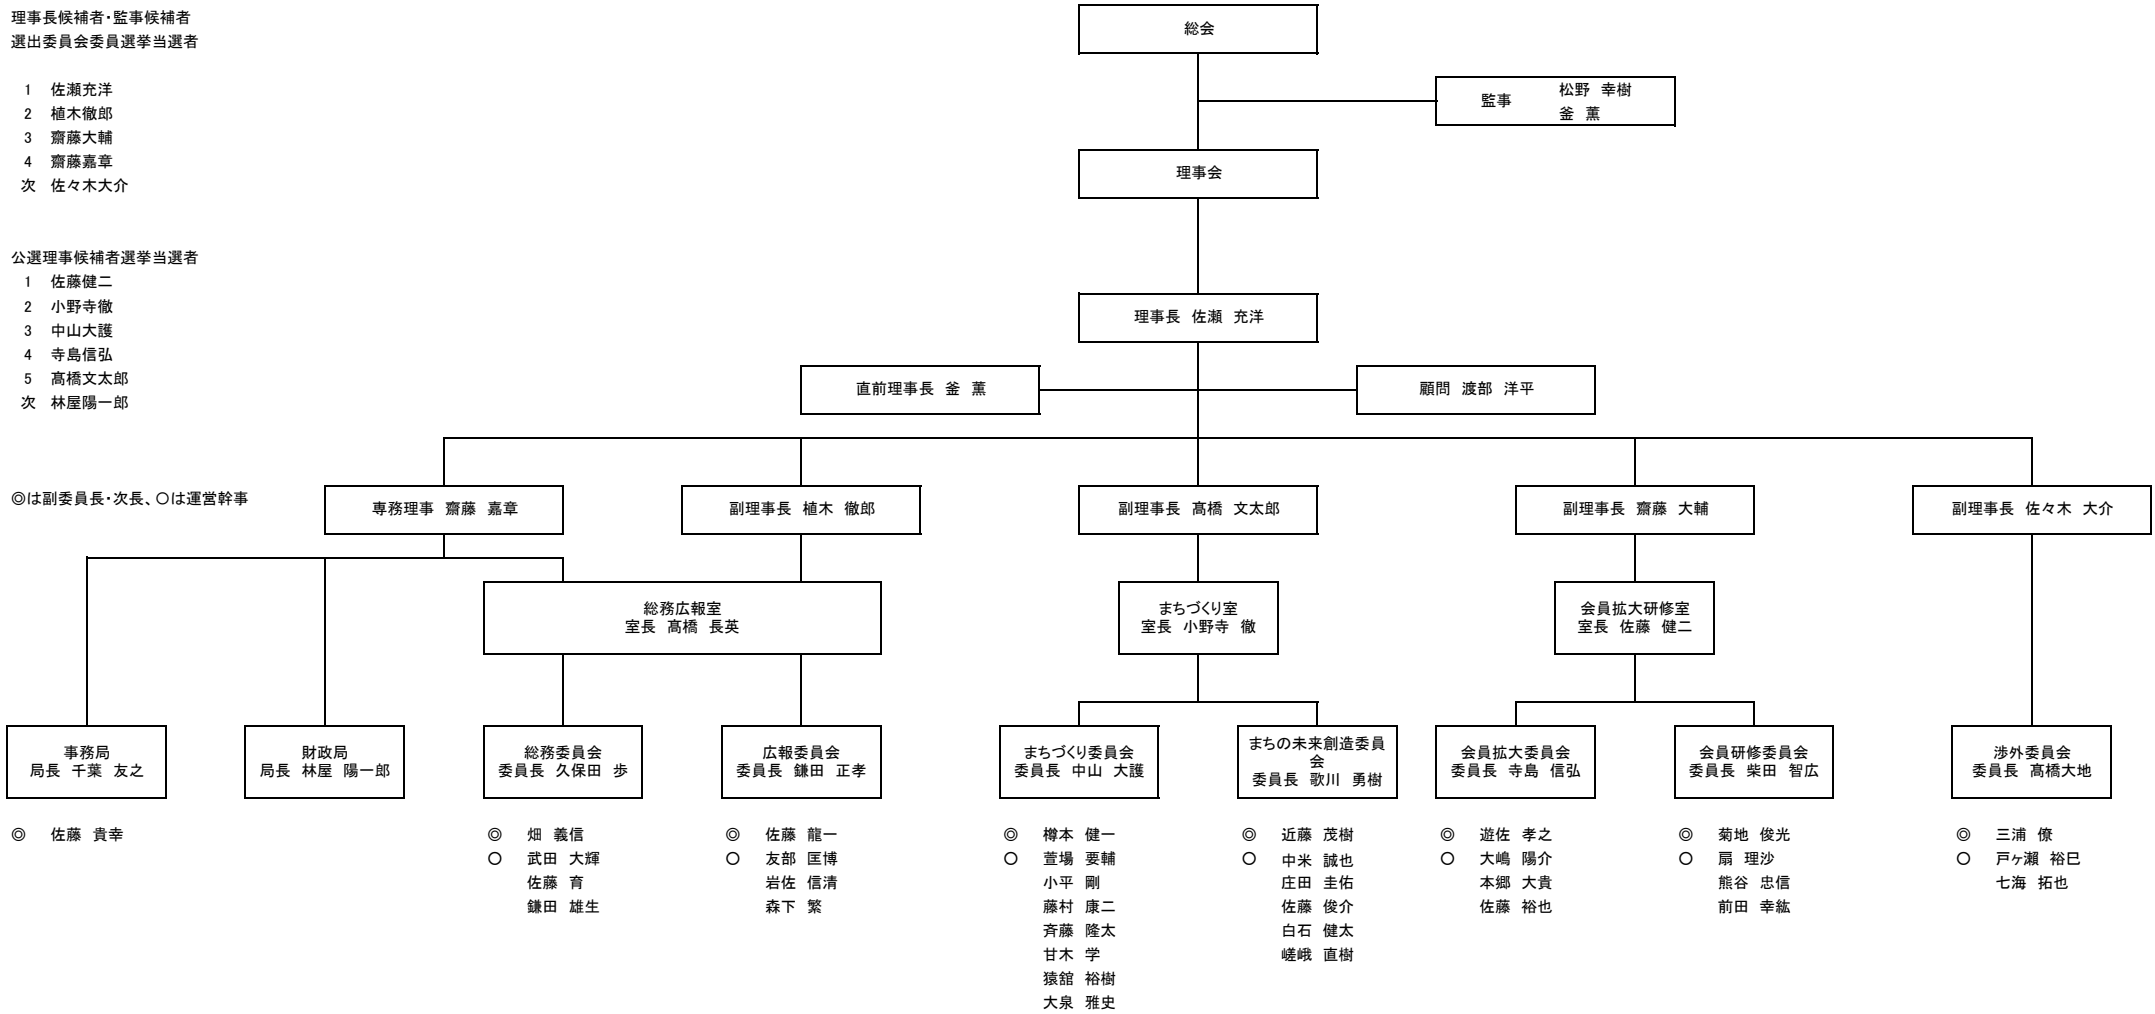 理事長候補者・監事候補者
選出委員会委員選挙当選者
1 佐瀬充洋
2 植木徹郎
3 齋藤大輔
4 齋藤嘉章
次 佐々木大介
公選理事候補者選挙当選者
1 佐藤健二
2 小野寺徹
3 中山大護
4 寺島信弘
5 髙橋文太郎
次 林屋陽一郎
◎は副委員長・次長、○は運営幹事
総会
監事
松野 幸樹
釜 薫
理事会
理事長 佐瀬 充洋
直前理事長 釜 薫
顧問 渡部 洋平
専務理事 齋藤 嘉章
副理事長 植木 徹郎
副理事長 髙橋 文太郎
副理事長 齋藤 大輔
副理事長 佐々木 大介
総務広報室
室長 髙橋 長英
まちづくり室
室長 小野寺 徹
会員拡大研修室
室長 佐藤 健二
事務局
局長 千葉 友之
◎ 佐藤 貴幸
財政局
局長 林屋 陽一郎
総務委員会
委員長 久保田 歩
◎ 畑 義信
○ 武田 大輝
佐藤 育
鎌田 雄生
広報委員会
委員長 鎌田 正孝
◎ 佐藤 龍一
○ 友部 匡博
岩佐 信清
森下 繁
まちづくり委員会
委員長 中山 大護
◎ 樽本 健一
○ 萱場 要輔
小平 剛
藤村 康二
斉藤 隆太
甘木 学
猿舘 裕樹
大泉 雅史
まちの未来創造委員
会
委員長 歌川 勇樹
◎ 近藤 茂樹
○ 中米 誠也
庄田 圭佑
佐藤 俊介
白石 健太
嵯峨 直樹
会員拡大委員会
委員長 寺島 信弘
◎ 遊佐 孝之
○ 大嶋 陽介
本郷 大貴
佐藤 裕也
会員研修委員会
委員長 柴田 智広
◎ 菊地 俊光
○ 扇 理沙
熊谷 忠信
前田 幸紘
渉外委員会
委員長 髙橋大地
◎ 三浦 僚
○ 戸ヶ瀬 裕巳
七海 拓也